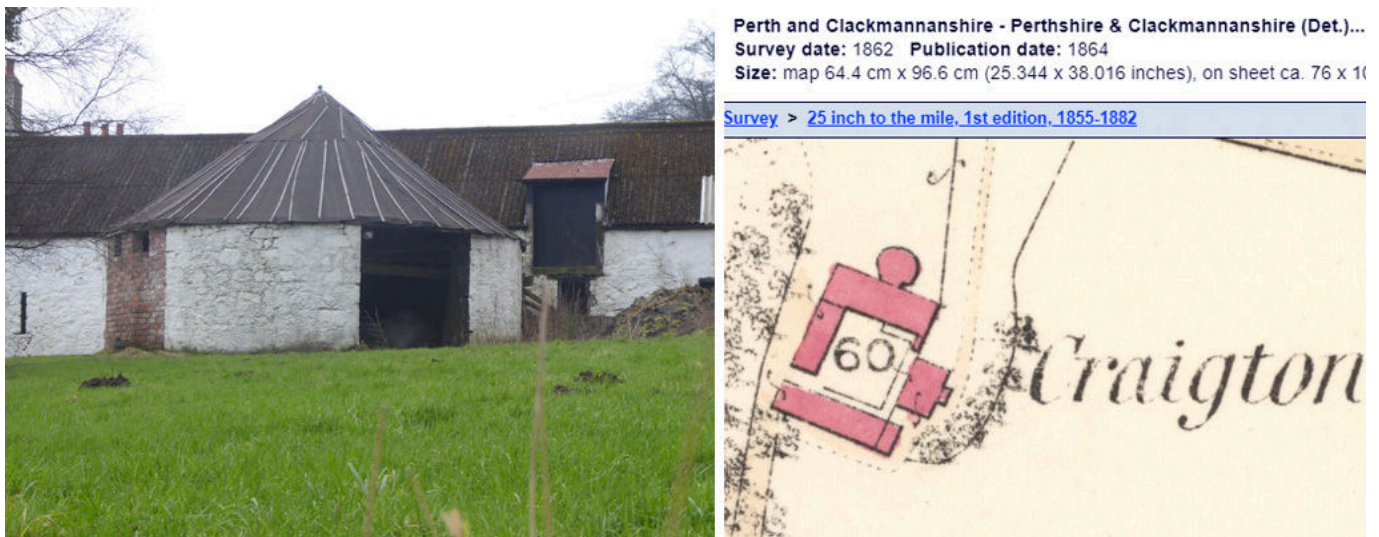 Perth and Clackmannanshire - Perthshire & Clackmannanshire (Det.)...
Survey date: 1862 Publication date: 1864
Size: map 64.4 cm x 96.6 cm (25.344 x 38.016 inches), on sheet ca. 76 x
Survey > 25 inch to the mile, 1st edition, 1855-1882
60
Craigton